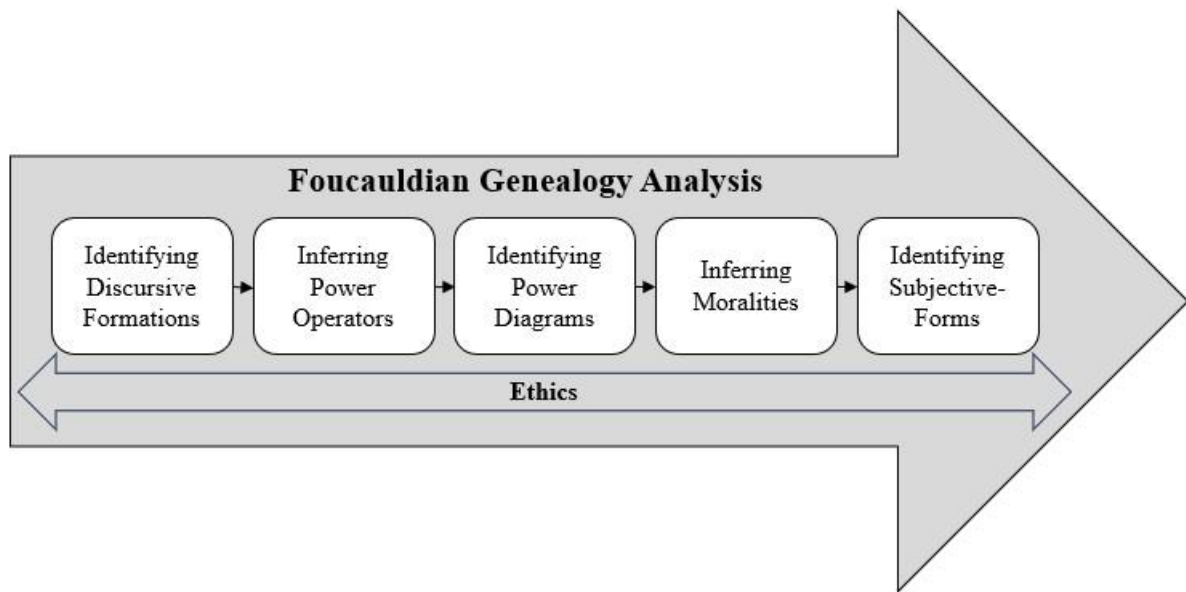 Foucauldian Genealogy Analysis
Identifying
Discursive
Formations
Inferring
Power
Operators
Identifying
Power
Diagrams
Inferring
Moralities
Identifying
Subjective-
Forms
Ethics